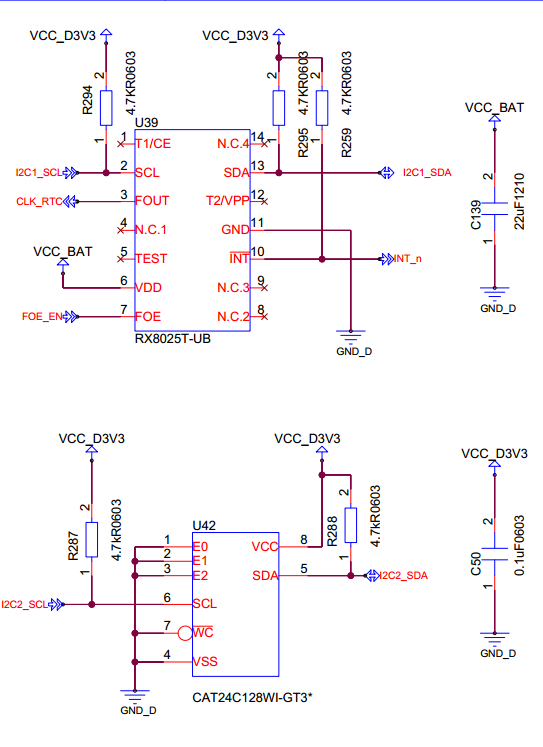 VCC_D3V3
VCC_D3V3
R294
2
1
4.7KR0603
R295
2
1
4.7KR0603
R259
2
1
4.7KR0603
VCC_BAT
C139
2
1
22uF1210
GND_D
U39
1 T1/CE
N.C.4 14
I2C1_SCL
2 SCL
SDA 13
I2C1_SDA
CLK_RTC
3 FOUT
T2/VPP 12
4 N.C.1
GND 11
VCC_BAT
5 TEST
INT 10
INT_n
6 VDD
N.C.3 9
FOE_EN
7 FOE
N.C.2 8
RX8025T-UB
GND_D
VCC_D3V3
VCC_D3V3
VCC_D3V3
R287
2
1
4.7kR0603
R288
2
1
4.7kR0603
C50
2
1
0.1uF0603
GND_D
U42
1 E0
VCC 8
2 E1
3 E2
SDA 5
I2C2_SDA
I2C2_SCL
6 SCL
7 WC
4 VSS
CAT24C128WI-GT3*
GND_D